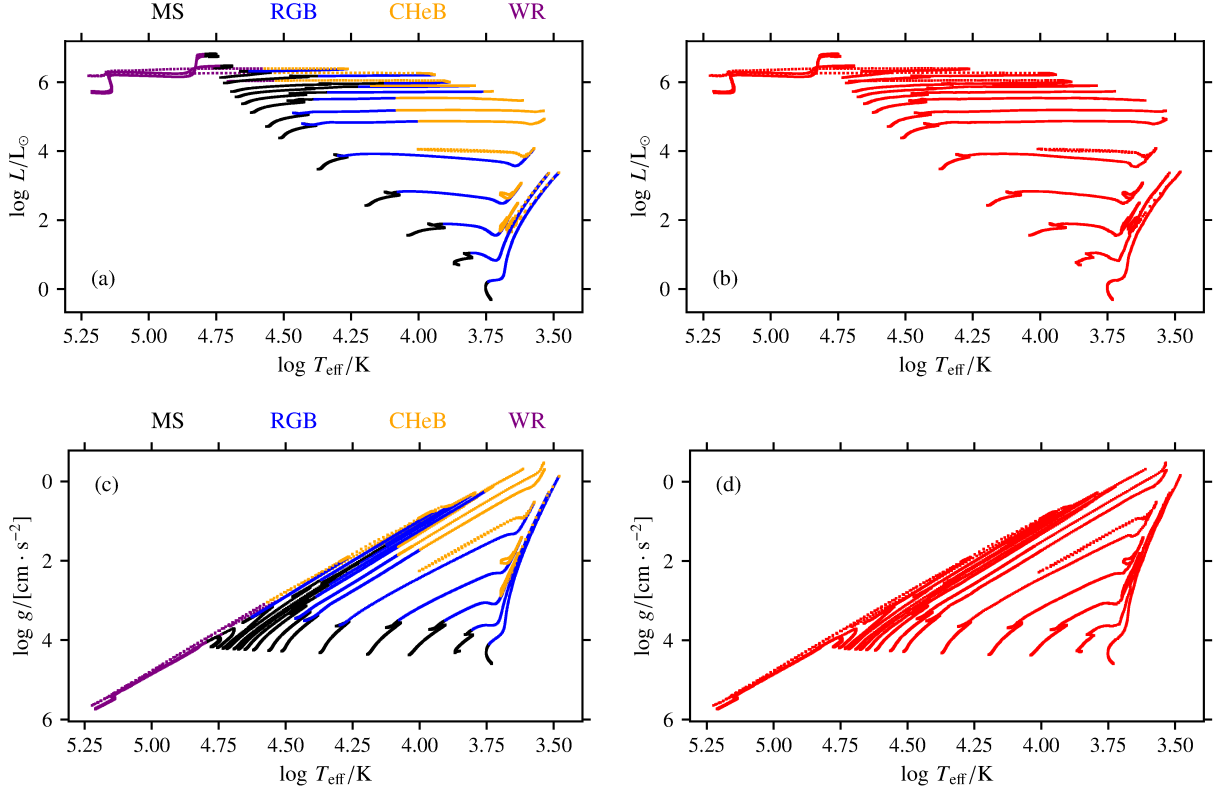 MS RGB CHeB WR
log L/L⊙
6
4
2
0
(a)
5.25 5.00 4.75 4.50 4.25 4.00 3.75 3.50
log Teff/K
log L/L⊙
6
4
2
0
(b)
5.25 5.00 4.75 4.50 4.25 4.00 3.75 3.50
log Teff/K
MS RGB CHeB WR
log g/[cm · s⁻²]
0
2
4
6
(c)
5.25 5.00 4.75 4.50 4.25 4.00 3.75 3.50
log Teff/K
log g/[cm · s⁻²]
0
2
4
6
(d)
5.25 5.00 4.75 4.50 4.25 4.00 3.75 3.50
log Teff/K